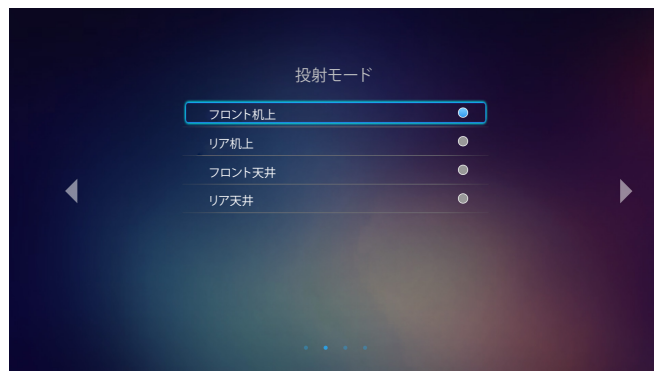 投射モード
フロント机上
リア机上
フロント天井
リア天井